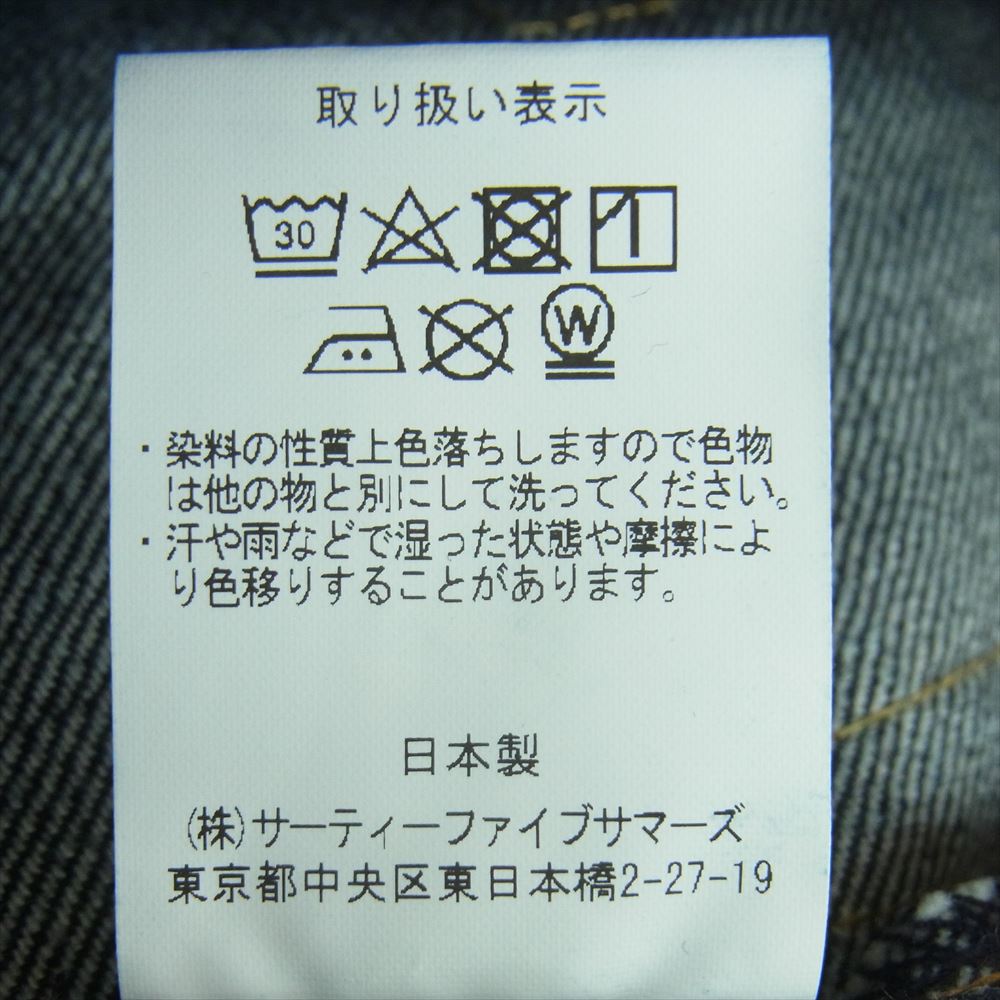 取り扱い表示
30
W
・染料の性質上色落ちしますので色物
は他の物と別にして洗ってください。
・汗や雨などで湿った状態や摩擦によ
り色移りすることがあります。
日本製
(株)サーティーファイブサマーズ
東京都中央区東日本橋2-27-19